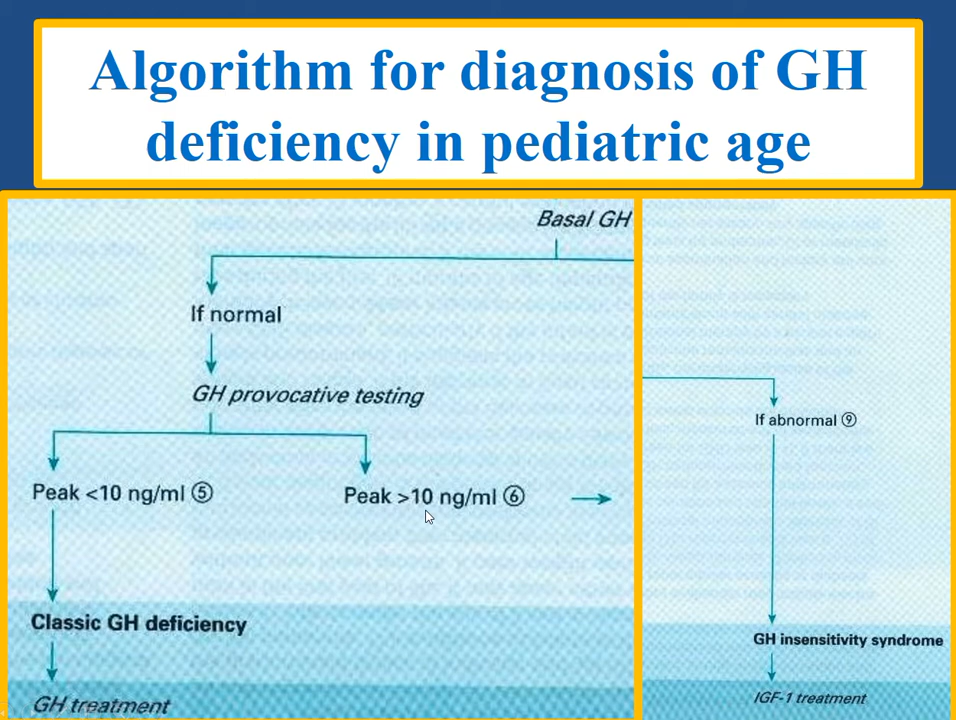 Algorithm for diagnosis of GH
deficiency in pediatric age
Basal GH
If normal
GH provocative testing
Peak <10 ng/ml ⑤
Peak >10 ng/ml ⑥
Classic GH deficiency
GH treatment
If abnormal ⑨
GH insensitivity syndrome
IGF-1 treatment